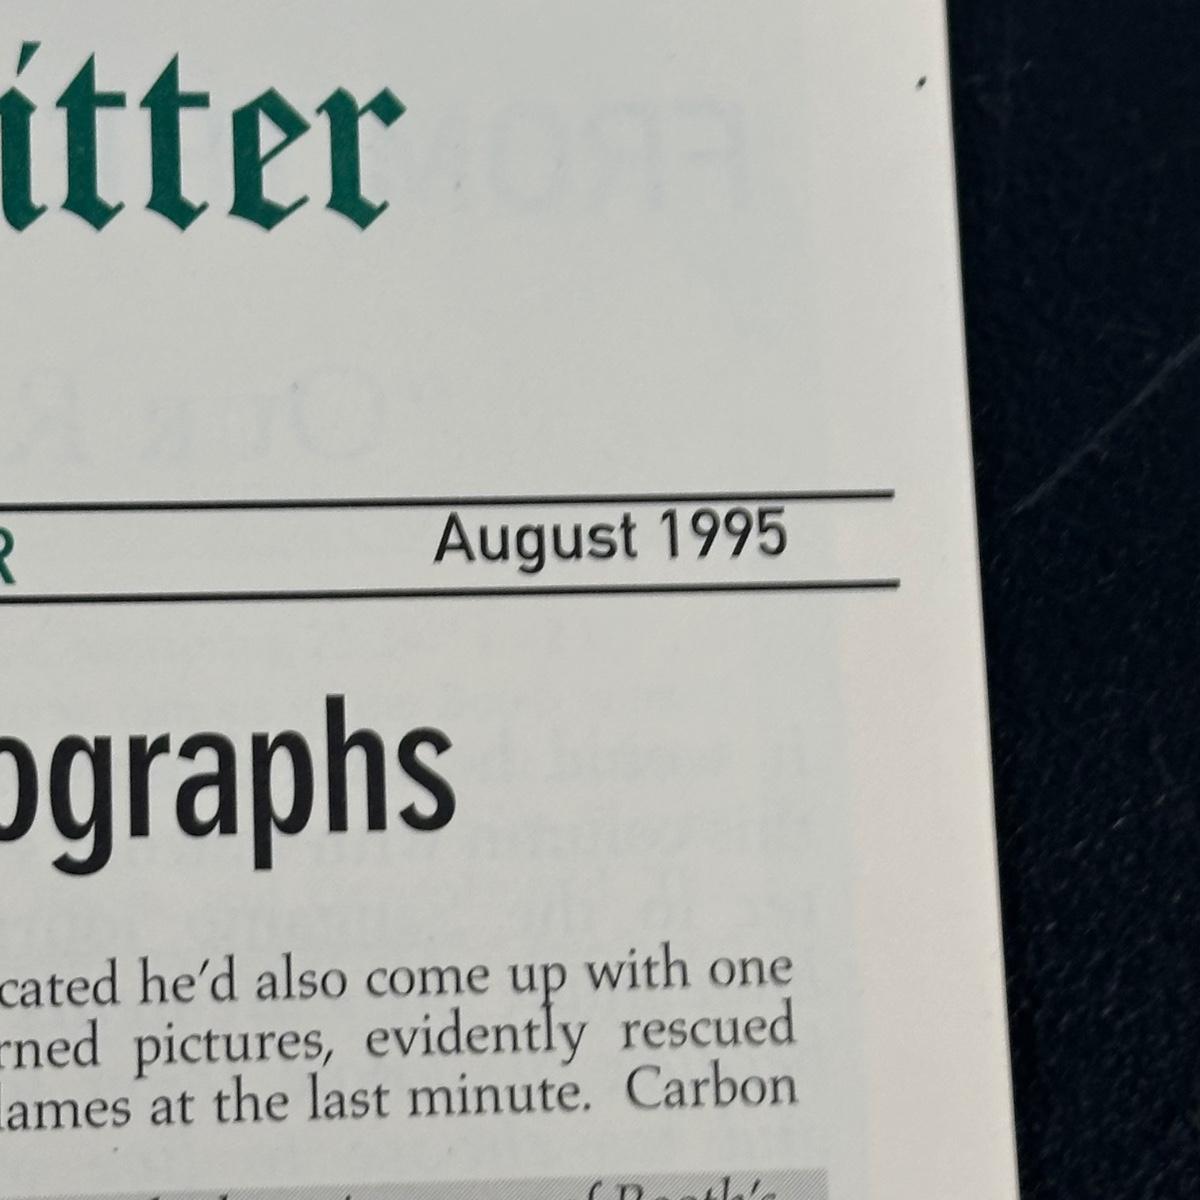 itter
R August 1995
ographs
cated he'd also come up with one
rned pictures, evidently rescued
lames at the last minute. Carbon